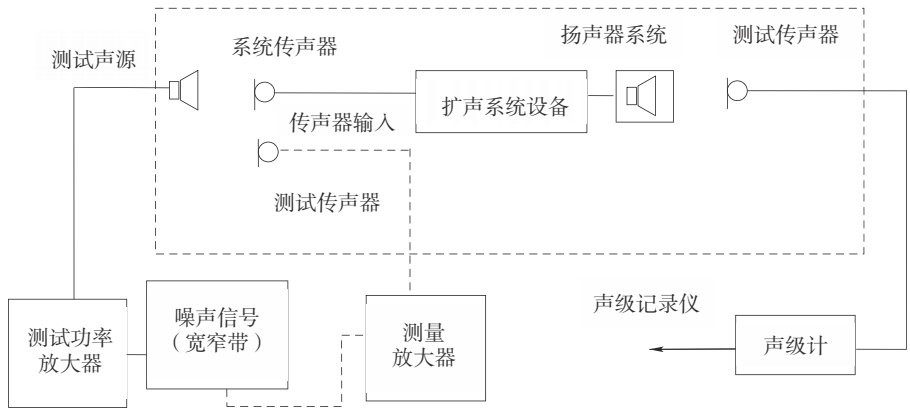 测试声源
系统传声器
扬声器系统
测试传声器
扩声系统设备
传声器输入
测试传声器
测试功率
放大器
噪声信号
（宽窄带）
测量
放大器
声级记录仪
声级计